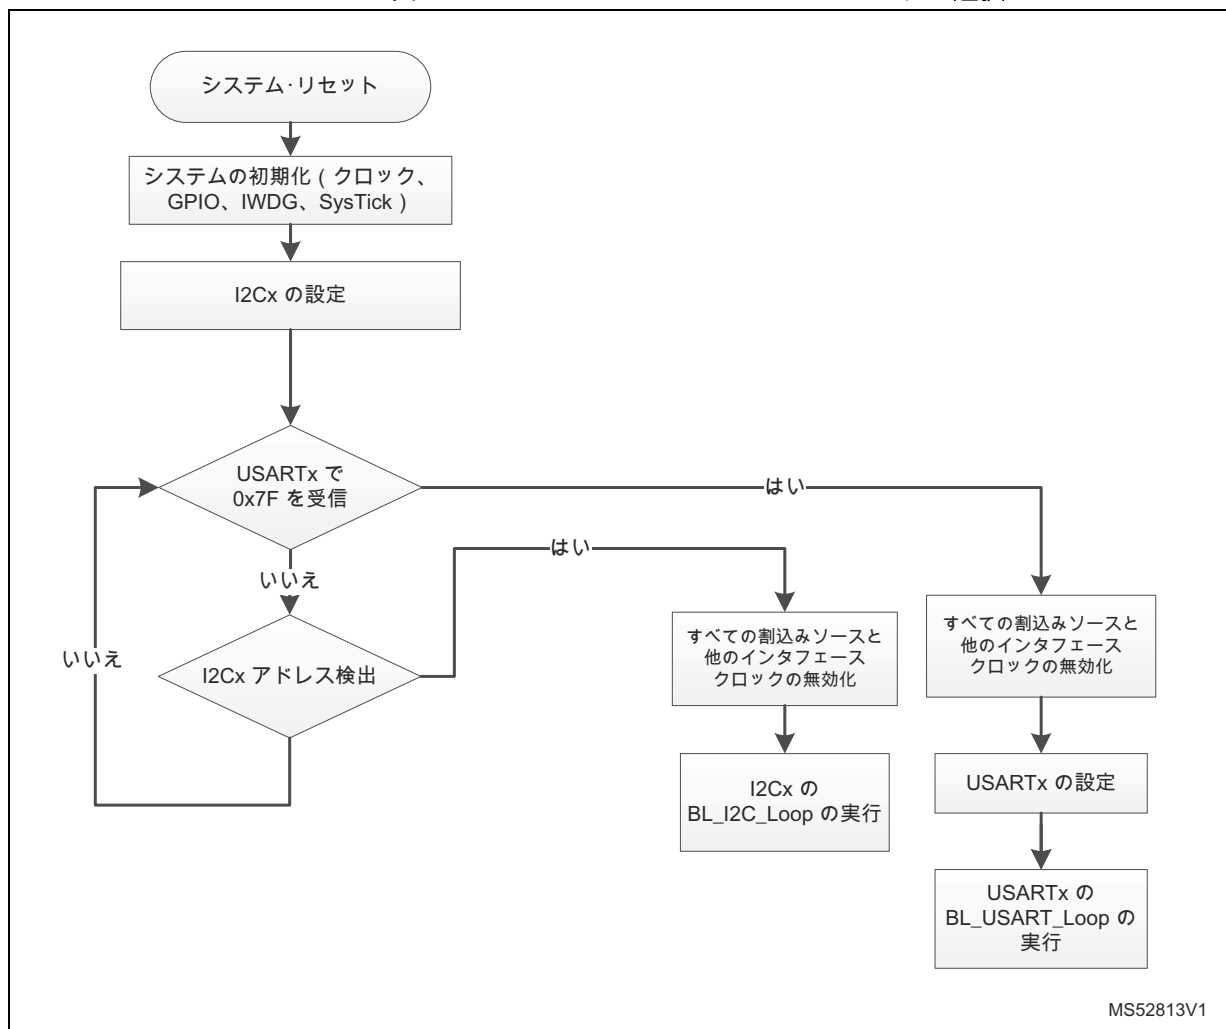 システム・リセット
システムの初期化（クロック、
GPIO、IWDG、SysTick）
I2Cx の設定
USARTx で
0x7F を受信
はい
いいえ
はい
いいえ
I2Cx アドレス検出
すべての割込みソースと
他のインタフェース
クロックの無効化
すべての割込みソースと
他のインタフェース
クロックの無効化
I2Cx の
BL_I2C_Loop の実行
USARTx の設定
USARTx の
BL_USART_Loop の
実行
MS52813V1